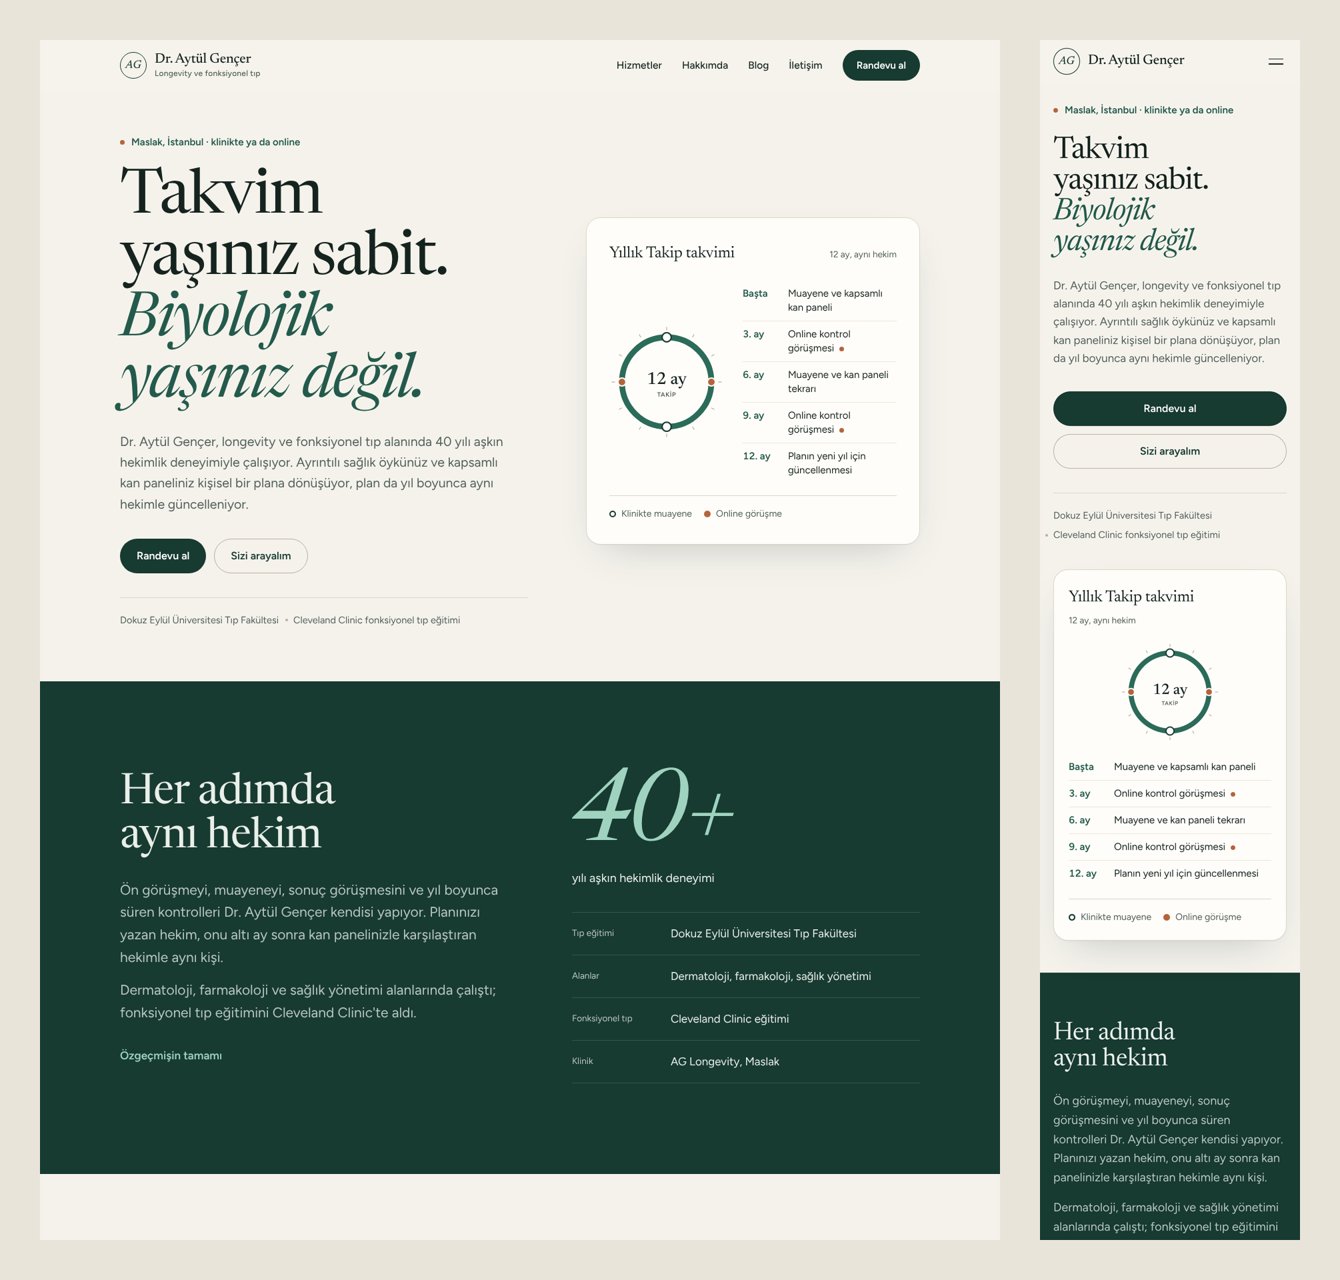 AG
Dr. Aytül Gençer
Longevity ve fonksiyonel tıp
Hizmetler
Hakkımda
Blog
İletişim
Randevu al
Maslak, İstanbul · klinikte ya da online
Takvim
yaşınız sabit.
Biyolojik
yaşınız değil.
Dr. Aytül Gençer, longevity ve fonksiyonel tıp alanında 40 yılı aşkın
hekimlik deneyimiyle çalışıyor. Ayrıntılı sağlık öykünüz ve kapsamlı
kan paneliniz kişisel bir plana dönüşüyor, plan da yıl boyunca aynı
hekimle güncelleniyor.
Randevu al
Sizi arayalım
Dokuz Eylül Üniversitesi Tıp Fakültesi
Cleveland Clinic fonksiyonel tıp eğitimi
Yıllık Takip takvimi
12 ay, aynı hekim
12 ay
TAKİP
Başta
Muayene ve kapsamlı
kan paneli
3. ay
Online kontrol
görüşmesi
6. ay
Muayene ve kan paneli
tekrarı
9. ay
Online kontrol
görüşmesi
12. ay
Planın yeni yıl için
güncellenmesi
Klinikte muayene
Online görüşme
Her adımda
aynı hekim
Ön görüşmeyi, muayeneyi, sonuç görüşmesini ve yıl boyunca
süren kontrolleri Dr. Aytül Gençer kendisi yapıyor. Planınızı
yazan hekim, onu altı ay sonra kan panelinizle karşılaştıran
hekimle aynı kişi.
Dermatoloji, farmakoloji ve sağlık yönetimi alanlarında çalıştı;
fonksiyonel tıp eğitimini Cleveland Clinic'te aldı.
Özgeçmişin tamamı
40+
yılı aşkın hekimlik deneyimi
Tıp eğitimi
Dokuz Eylül Üniversitesi Tıp Fakültesi
Alanlar
Dermatoloji, farmakoloji, sağlık yönetimi
Fonksiyonel tıp
Cleveland Clinic eğitimi
Klinik
AG Longevity, Maslak
AG
Dr. Aytül Gençer
Maslak, İstanbul · klinikte ya da online
Takvim
yaşınız sabit.
Biyolojik
yaşınız değil.
Dr. Aytül Gençer, longevity ve fonksiyonel tıp
alanında 40 yılı aşkın hekimlik deneyimiyle
çalışıyor. Ayrıntılı sağlık öykünüz ve kapsamlı
kan paneliniz kişisel bir plana dönüşüyor, plan
da yıl boyunca aynı hekimle güncelleniyor.
Randevu al
Sizi arayalım
Dokuz Eylül Üniversitesi Tıp Fakültesi
Cleveland Clinic fonksiyonel tıp eğitimi
Yıllık Takip takvimi
12 ay, aynı hekim
12 ay
TAKİP
Başta
Muayene ve kapsamlı kan paneli
3. ay
Online kontrol görüşmesi
6. ay
Muayene ve kan paneli tekrarı
9. ay
Online kontrol görüşmesi
12. ay
Planın yeni yıl için güncellenmesi
Klinikte muayene
Online görüşme
Her adımda
aynı hekim
Ön görüşmeyi, muayeneyi, sonuç
görüşmesini ve yıl boyunca süren
kontrolleri Dr. Aytül Gençer kendisi yapıyor.
Planınızı yazan hekim, onu altı ay sonra kan
panelinizle karşılaştıran hekimle aynı kişi.
Dermatoloji, farmakoloji ve sağlık yönetimi
alanlarında çalıştı; fonksiyonel tıp eğitimini